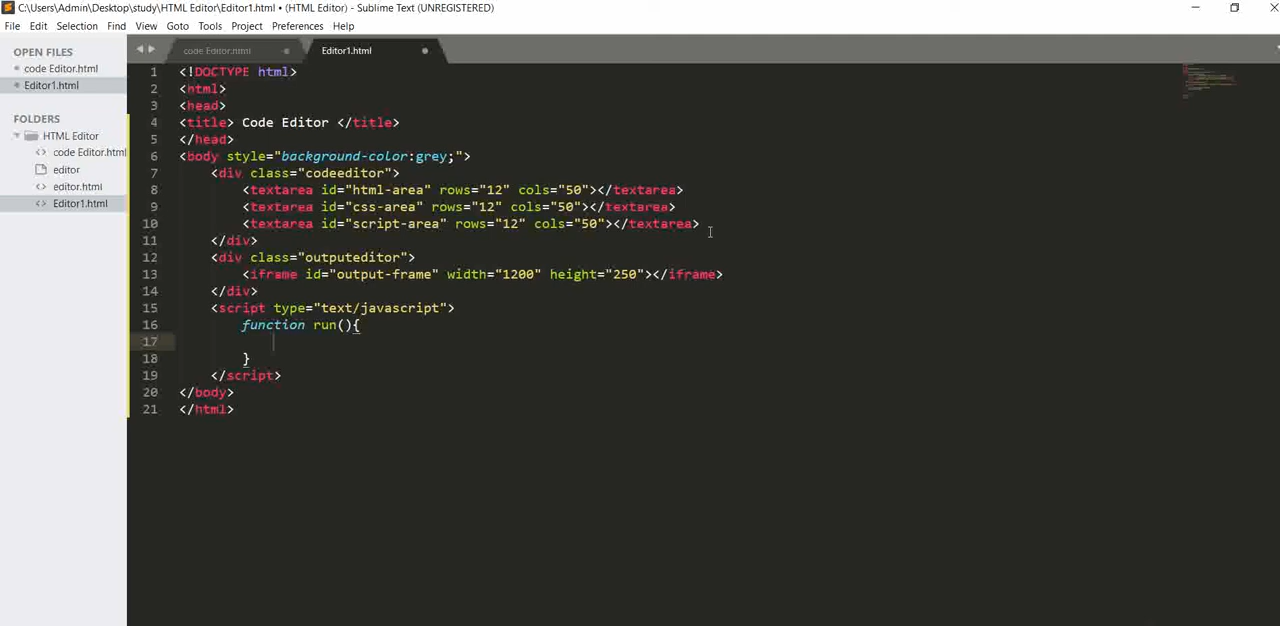 C:\Users\Admin\Desktop\study\HTML Editor\Editor1.html • (HTML Editor) - Sublime Text (UNREGISTERED)
File Edit Selection Find View Goto Tools Project Preferences Help
OPEN FILES
code Editor.html
Editor1.html
FOLDERS
HTML Editor
code Editor.html
editor
editor.html
Editor1.html
code Editor.html
Editor1.html
1 <!DOCTYPE html>
2 <html>
3 <head>
4 <title> Code Editor </title>
5 </head>
6 <body style="background-color:grey;">
7 <div class="codeeditor">
8 <textarea id="html-area" rows="12" cols="50"></textarea>
9 <textarea id="css-area" rows="12" cols="50"></textarea>
10 <textarea id="script-area" rows="12" cols="50"></textarea>
11 </div>
12 <div class="outputeditor">
13 <iframe id="output-frame" width="1200" height="250"></iframe>
14 </div>
15 <script type="text/javascript">
16 function run(){
17
18 }
19 </script>
20 </body>
21 </html>